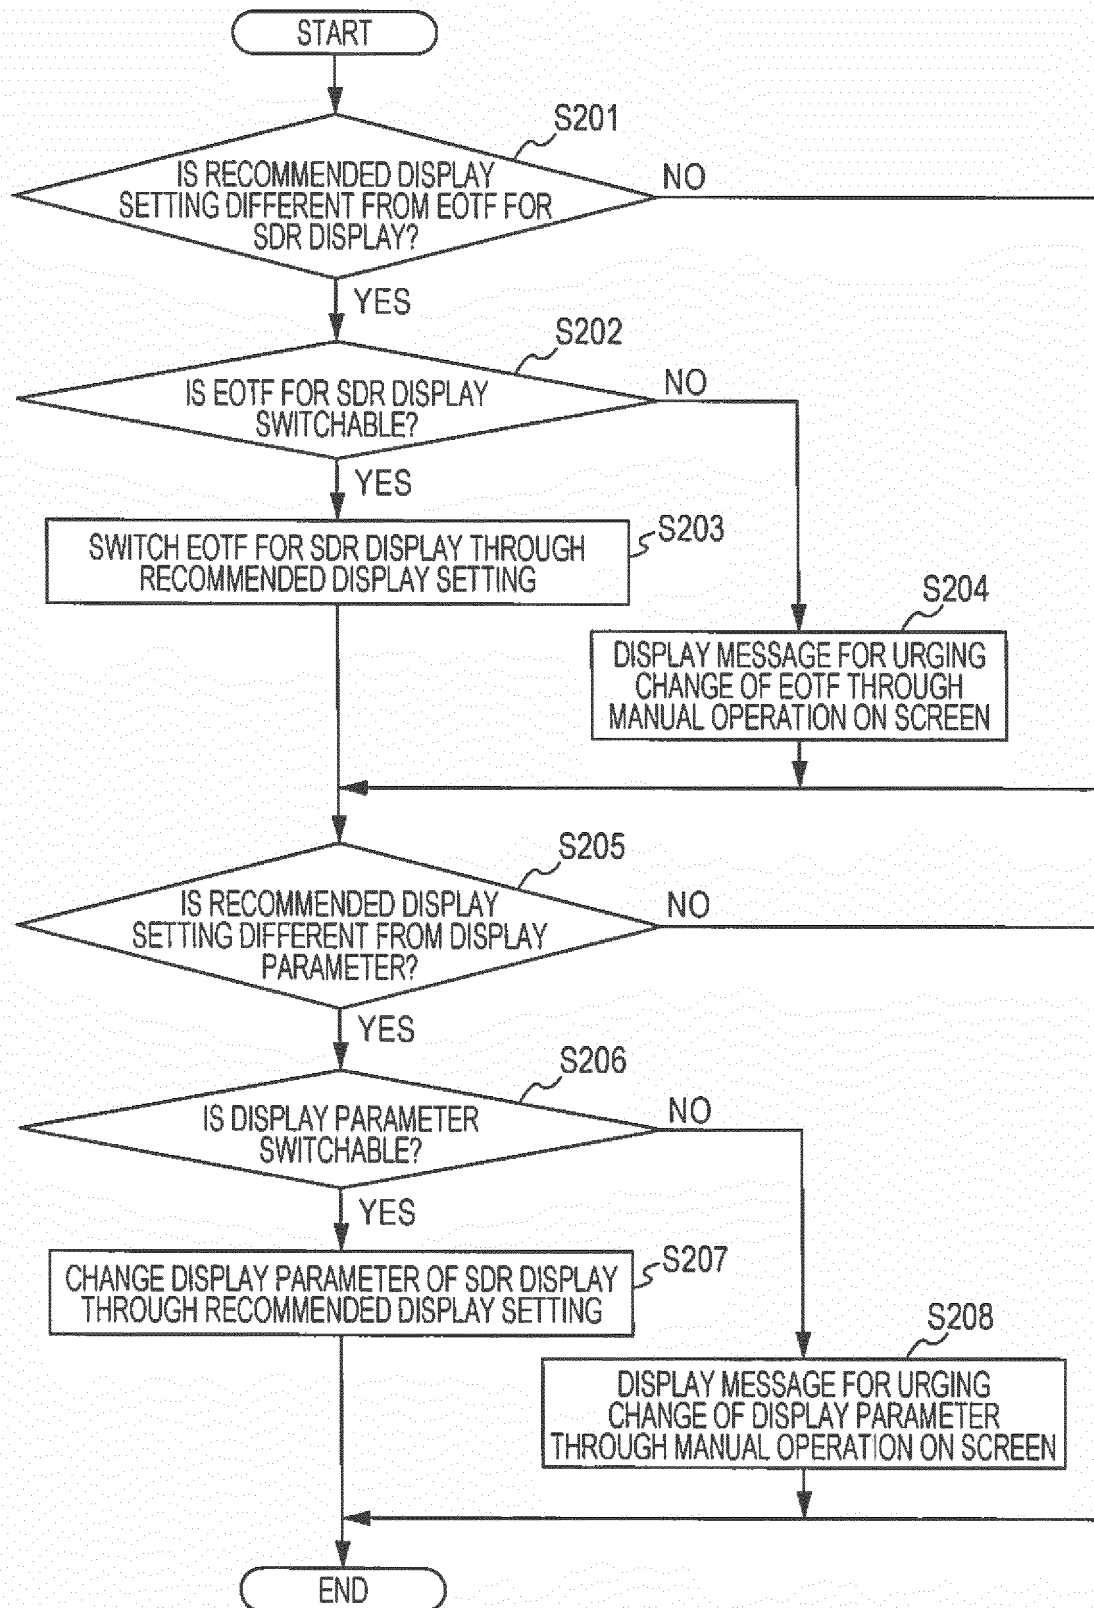 START
S201
IS RECOMMENDED DISPLAY
SETTING DIFFERENT FROM EOTF FOR
SDR DISPLAY?
NO
YES
S202
IS EOTF FOR SDR DISPLAY
SWITCHABLE?
NO
YES
S203
SWITCH EOTF FOR SDR DISPLAY THROUGH
RECOMMENDED DISPLAY SETTING
S204
DISPLAY MESSAGE FOR URGING
CHANGE OF EOTF THROUGH
MANUAL OPERATION ON SCREEN
S205
IS RECOMMENDED DISPLAY
SETTING DIFFERENT FROM DISPLAY
PARAMETER?
NO
YES
S206
IS DISPLAY PARAMETER
SWITCHABLE?
NO
YES
S207
CHANGE DISPLAY PARAMETER OF SDR DISPLAY
THROUGH RECOMMENDED DISPLAY SETTING
S208
DISPLAY MESSAGE FOR URGING
CHANGE OF DISPLAY PARAMETER
THROUGH MANUAL OPERATION ON SCREEN
END